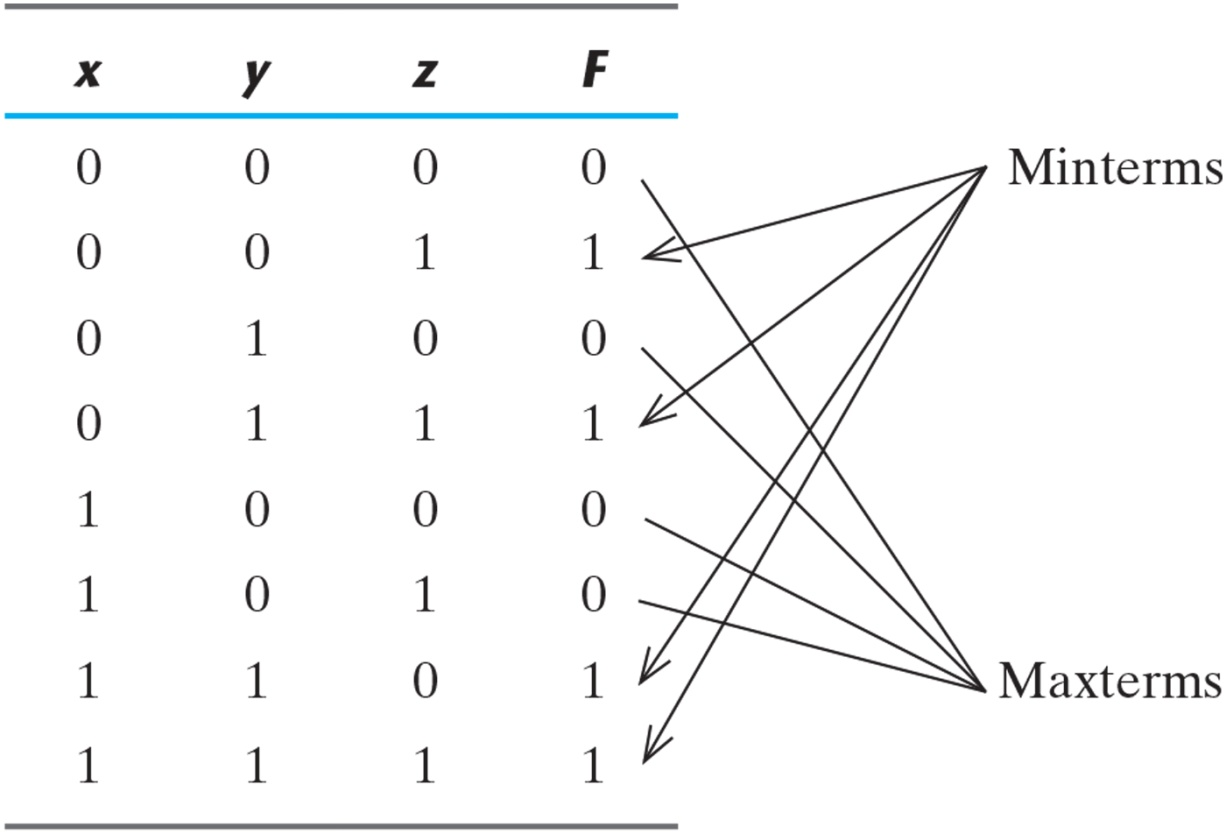 x y z F
0 0 0 0 Minterms
0 0 1 1
0 1 0 0
0 1 1 1
1 0 0 0
1 0 1 0
1 1 0 1 Maxterms
1 1 1 1